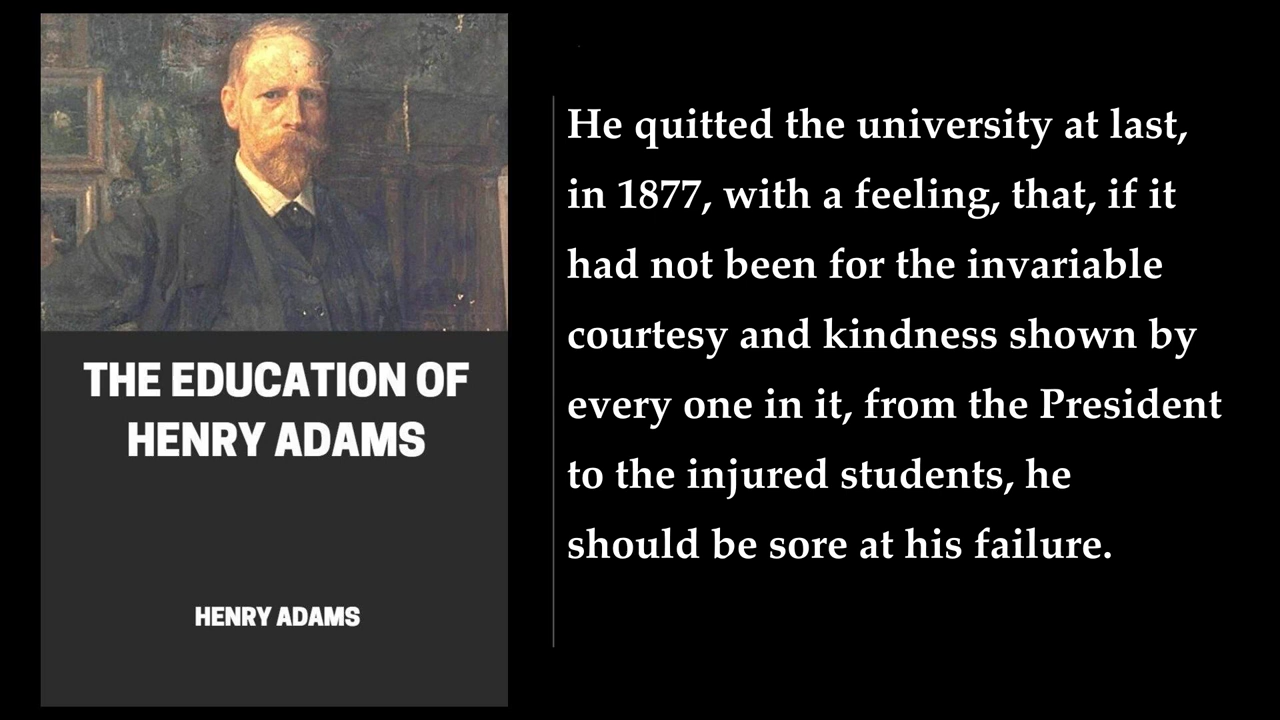 THE EDUCATION OF
HENRY ADAMS
HENRY ADAMS
He quitted the university at last,
in 1877, with a feeling, that, if it
had not been for the invariable
courtesy and kindness shown by
every one in it, from the President
to the injured students, he
should be sore at his failure.